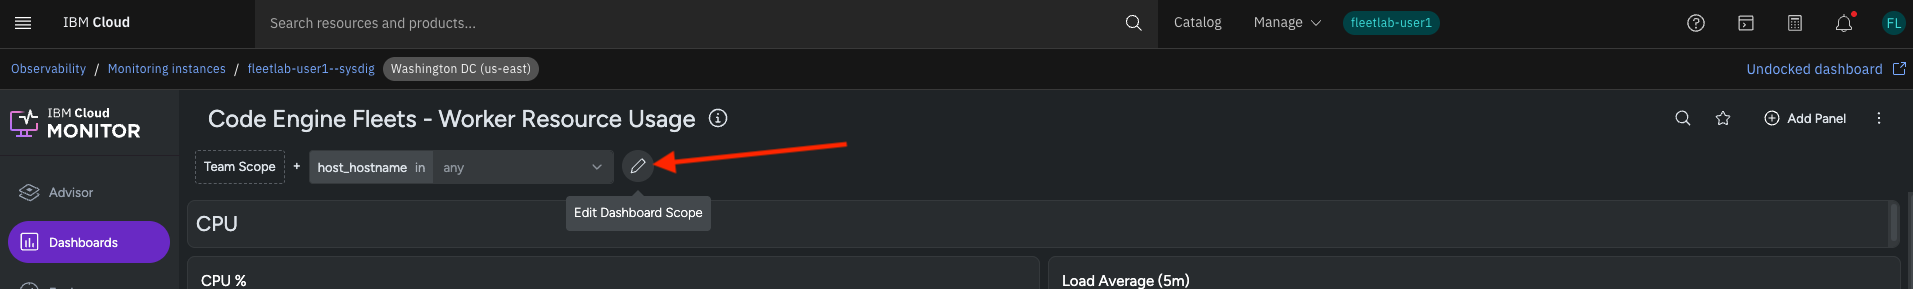 IBM Cloud
Search resources and products...
Catalog
Manage
fleetlab-user1
FL
Observability / Monitoring instances / fleetlab-user1--sysdig
Washington DC (us-east)
Undocked dashboard
IBM Cloud
MONITOR
Code Engine Fleets - Worker Resource Usage
Add Panel
Team Scope + host_hostname in any
Edit Dashboard Scope
Advisor
Dashboards
CPU
CPU %
Load Average (5m)